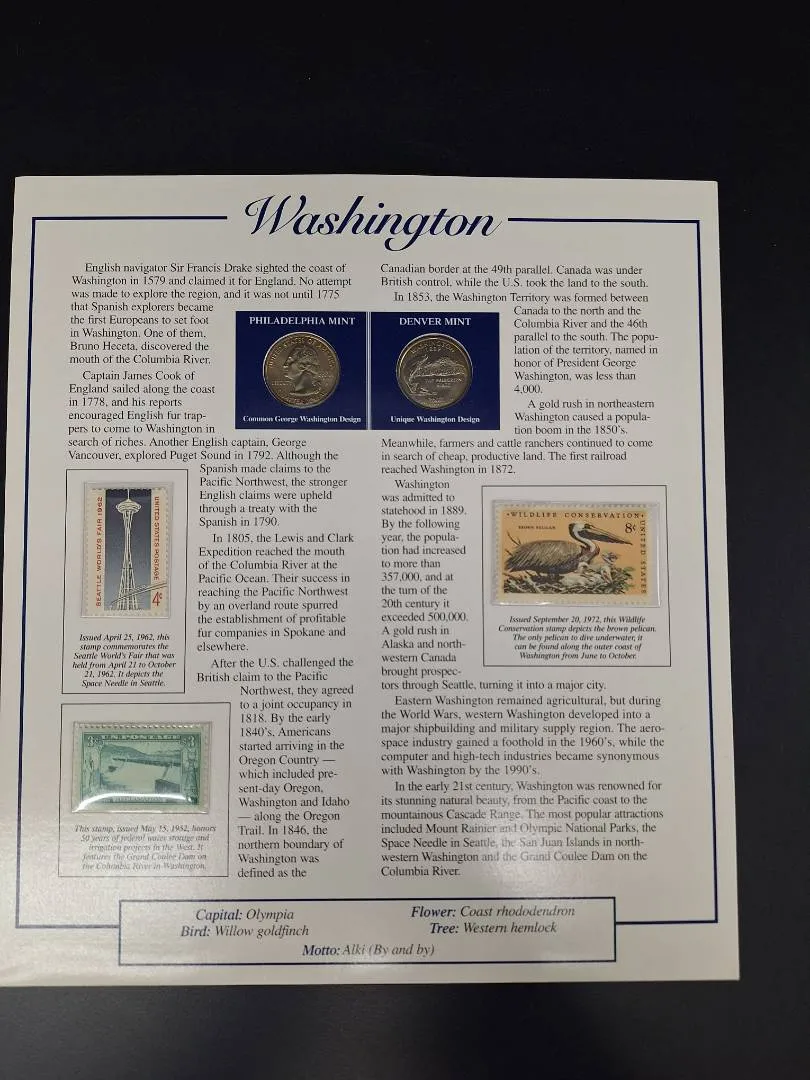 Washington
English navigator Sir Francis Drake sighted the coast of
Washington in 1579 and claimed it for England. No attempt
was made to explore the region, and it was not until 1775
that Spanish explorers became
the first Europeans to set foot
in Washington. One of them,
Bruno Heceta, discovered the
mouth of the Columbia River.
Captain James Cook of
England sailed along the coast
in 1778, and his reports
encouraged English fur trap-
pers to come to Washington in
search of riches. Another English captain, George
Vancouver, explored Puget Sound in 1792. Although the
Spanish made claims to the
Pacific Northwest, the stronger
English claims were upheld
through a treaty with the
Spanish in 1790.
In 1805, the Lewis and Clark
Expedition reached the mouth
of the Columbia River at the
Pacific Ocean. Their success in
reaching the Pacific Northwest
by an overland route spurred
the establishment of profitable
fur companies in Spokane and
elsewhere.
After the U.S. challenged the
British claim to the Pacific
Northwest, they agreed
to a joint occupancy in
1818. By the early
1840's, Americans
started arriving in the
Oregon Country —
which included pre-
sent-day Oregon,
Washington and Idaho
— along the Oregon
Trail. In 1846, the
northern boundary of
Washington was
defined as the
PHILADELPHIA MINT
Common George Washington Design
DENVER MINT
Unique Washington Design
SEATTLE WORLD'S FAIR 1962
UNITED STATES POSTAGE
4¢
Issued April 25, 1962, this
stamp commemorates the
Seattle World's Fair that was
held from April 21 to October
21, 1962. It depicts the
Space Needle in Seattle.
U.S. POSTAGE
This stamp, issued May 15, 1952, honors
50 years of federal water storage and
irrigation projects in the West. It
features the Grand Coulee Dam on
the Columbia River in Washington.
Canadian border at the 49th parallel. Canada was under
British control, while the U.S. took the land to the south.
In 1853, the Washington Territory was formed between
Canada to the north and the
Columbia River and the 46th
parallel to the south. The popu-
lation of the territory, named in
honor of President George
Washington, was less than
4,000.
A gold rush in northeastern
Washington caused a popula-
tion boom in the 1850's.
Meanwhile, farmers and cattle ranchers continued to come
in search of cheap, productive land. The first railroad
reached Washington in 1872.
Washington
was admitted to
statehood in 1889.
By the following
year, the popula-
tion had increased
to more than
357,000, and at
the turn of the
20th century it
exceeded 500,000.
A gold rush in
Alaska and north-
western Canada
brought prospec-
tors through Seattle, turning it into a major city.
Eastern Washington remained agricultural, but during
the World Wars, western Washington developed into a
major shipbuilding and military supply region. The aero-
space industry gained a foothold in the 1960's, while the
computer and high-tech industries became synonymous
with Washington by the 1990's.
In the early 21st century, Washington was renowned for
its stunning natural beauty, from the Pacific coast to the
mountainous Cascade Range. The most popular attractions
included Mount Rainier and Olympic National Parks, the
Space Needle in Seattle, the San Juan Islands in north-
western Washington and the Grand Coulee Dam on the
Columbia River.
WILDLIFE CONSERVATION
BROWN PELICAN
8¢
UNITED STATES
Issued September 20, 1972, this Wildlife
Conservation stamp depicts the brown pelican.
The only pelican to dive underwater, it
can be found along the outer coast of
Washington from June to October.
Capital: Olympia
Flower: Coast rhododendron
Bird: Willow goldfinch
Tree: Western hemlock
Motto: Alki (By and by)